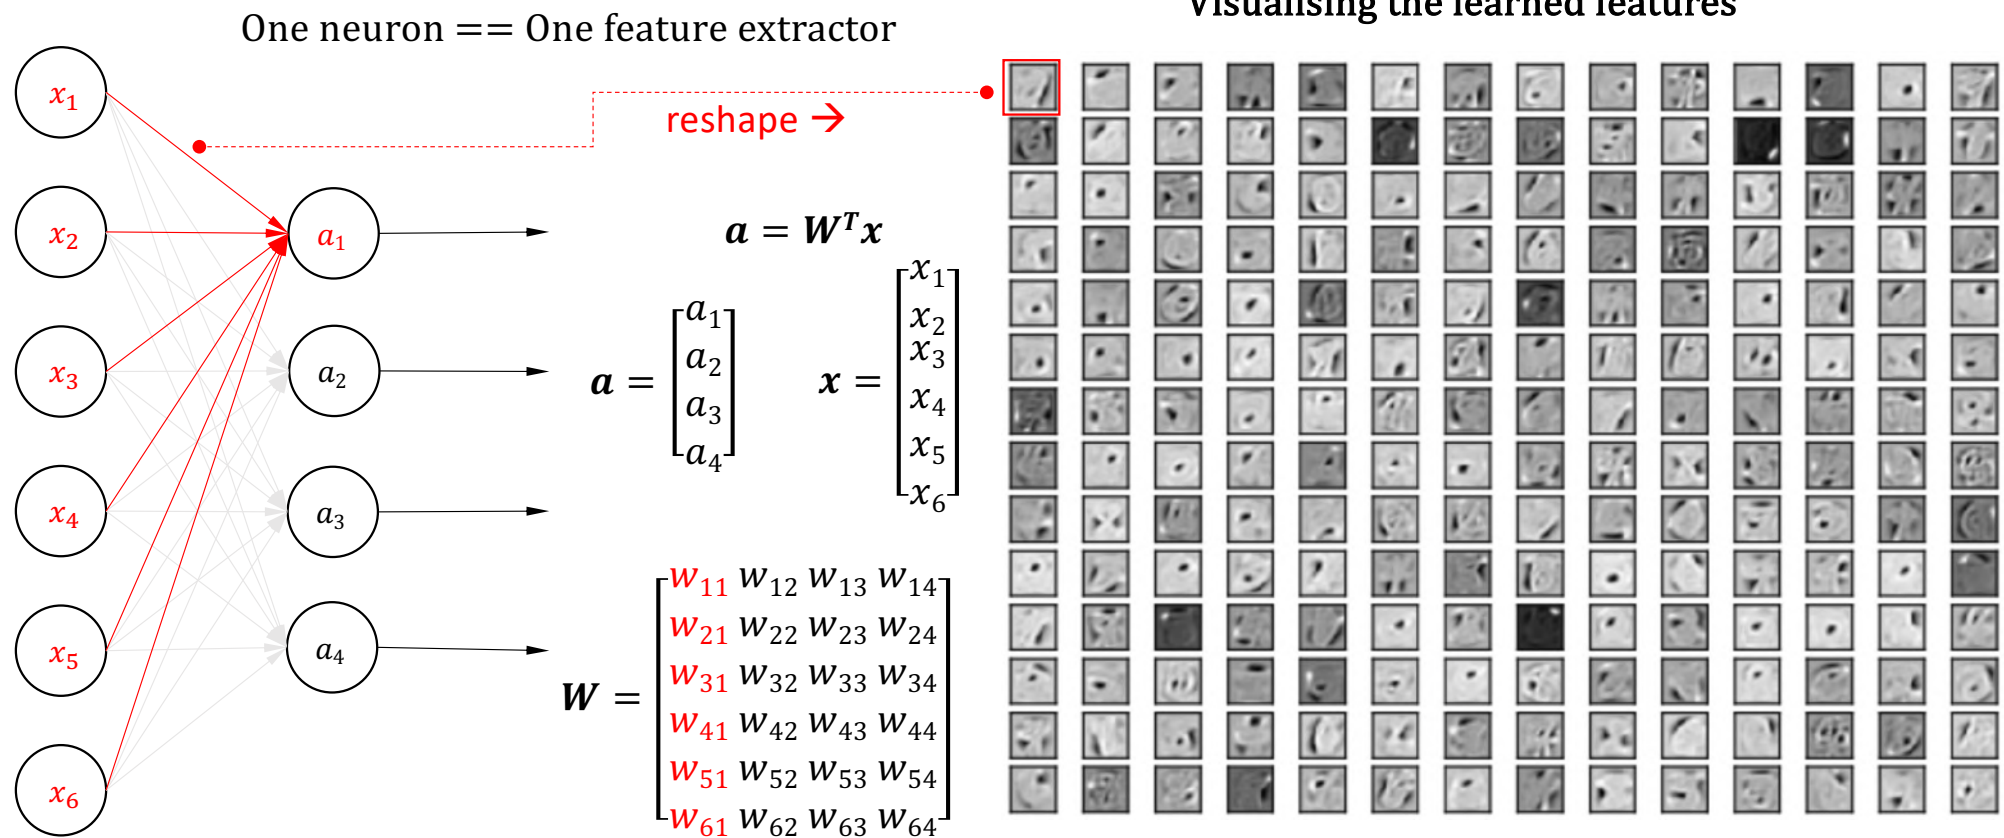 One neuron == One feature extractor
Visualising the learned features
x₁
x₂
x₃
x₄
x₅
x₆
a₁
a₂
a₃
a₄
reshape →
a = Wᵀx
a = [a₁ a₂ a₃ a₄]
x = [x₁ x₂ x₃ x₄ x₅ x₆]
W =
w₁₁ w₁₂ w₁₃ w₁₄
w₂₁ w₂₂ w₂₃ w₂₄
w₃₁ w₃₂ w₃₃ w₃₄
w₄₁ w₄₂ w₄₃ w₄₄
w₅₁ w₅₂ w₅₃ w₅₄
w₆₁ w₆₂ w₆₃ w₆₄